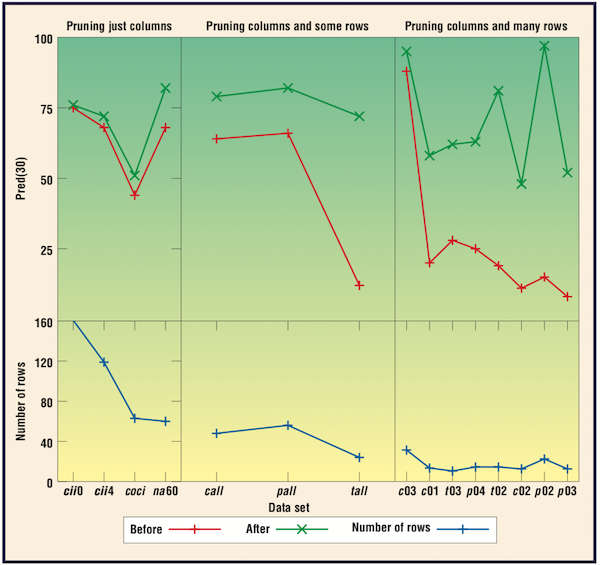 Pruning just columns
Pruning columns and some rows
Pruning columns and many rows
100
75
50
25
Pred(30)
160
120
80
40
0
Number of rows
cii0 cii4 coci na60 call pall tall c03 c01 t03 p04 t02 c02 p02 p03
Data set
Before After Number of rows